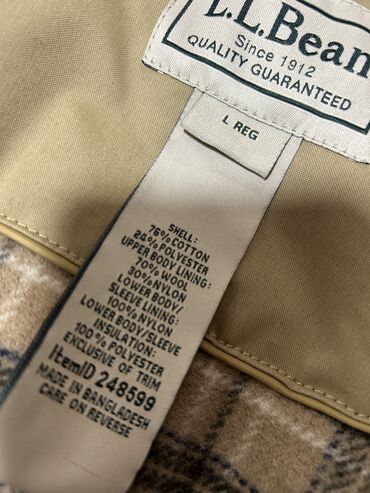 L.L.Bean
Since 1912
QUALITY GUARANTEED
L REG
SHELL:
76% COTTON
24% POLYESTER
UPPER BODY LINING:
70% WOOL
30% NYLON
LOWER BODY/
SLEEVE LINING:
100% NYLON
LOWER BODY/SLEEVE
INSULATION:
100% POLYESTER
EXCLUSIVE OF TRIM
ItemID 248599
MADE IN BANGLADESH
CARE ON REVERSE